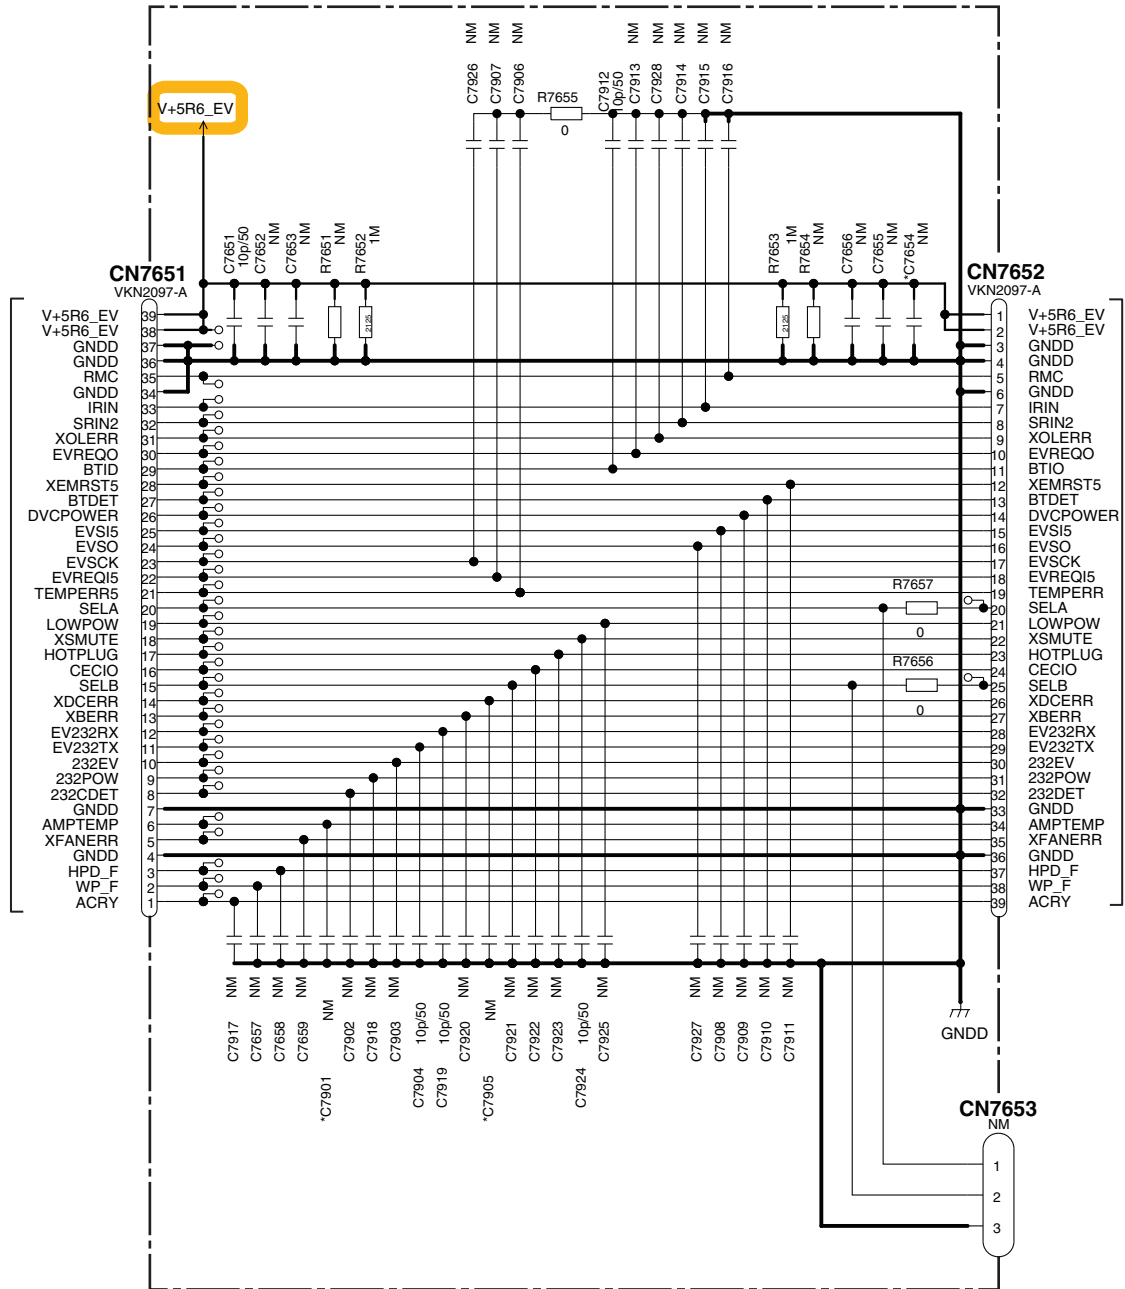 C7926 NM
C7907 NM
C7906 NM
R7655
0
C7912 10p/50
C7913 NM
C7928 NM
C7914 NM
C7915 NM
C7916 NM
V+5R6_EV
C7651 10p/50
C7652 NM
C7653 NM
R7651 NM
R7652 1M
2125
R7653 1M
R7654 NM
C7656 NM
C7655 NM
*C7654 NM
2125
CN7651
VKN2097-A
CN7652
VKN2097-A
V+5R6_EV 39
V+5R6_EV 38
GNDD 37
GNDD 36
RMC 35
GNDD 34
IRIN 33
SRIN2 32
XOLERR 31
EVREQO 30
BTID 29
XEMRST5 28
BTDET 27
DVCPOWER 26
EVSI5 25
EVSO 24
EVSCK 23
EVREQI5 22
TEMPERR5 21
SELA 20
LOWPOW 19
XSMUTE 18
HOTPLUG 17
CECIO 16
SELB 15
XDCERR 14
XBERR 13
EV232RX 12
EV232TX 11
232EV 10
232POW 9
232CDET 8
GNDD 7
AMPTEMP 6
XFANERR 5
GNDD 4
HPD_F 3
WP_F 2
ACRY 1
1 V+5R6_EV
2 V+5R6_EV
3 GNDD
4 GNDD
5 RMC
6 GNDD
7 IRIN
8 SRIN2
9 XOLERR
10 EVREQO
11 BTIO
12 XEMRST5
13 BTDET
14 DVCPOWER
15 EVSI5
16 EVSO
17 EVSCK
18 EVREQI5
19 TEMPERR
20 SELA
21 LOWPOW
22 XSMUTE
23 HOTPLUG
24 CECIO
25 SELB
26 XDCERR
27 XBERR
28 EV232RX
29 EV232TX
30 232EV
31 232POW
32 232DET
33 GNDD
34 AMPTEMP
35 XFANERR
36 GNDD
37 HPD_F
38 WP_F
39 ACRY
R7657
0
R7656
0
C7917 NM
C7657 NM
C7658 NM
C7659 NM
*C7901 NM
C7902 NM
C7918 NM
C7903 NM
C7904 10p/50
C7919 10p/50
C7920 NM
*C7905 NM
C7921 NM
C7922 NM
C7923 NM
C7924 10p/50
C7925 NM
C7927 NM
C7908 NM
C7909 NM
C7910 NM
C7911 NM
GNDD
CN7653
NM
1
2
3